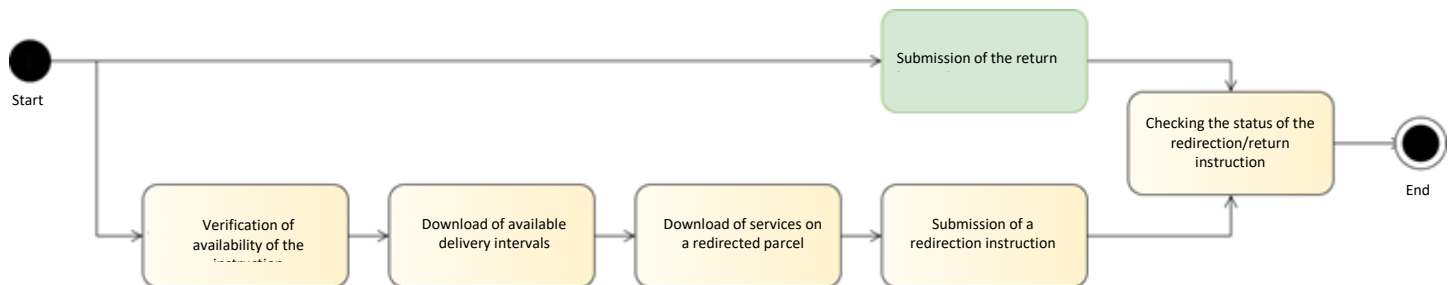 Submission of the return
Start
Checking the status of the
redirection/return
instruction
End
Verification of
availability of the
Download of available
delivery intervals
Download of services on
a redirected parcel
Submission of a
redirection instruction